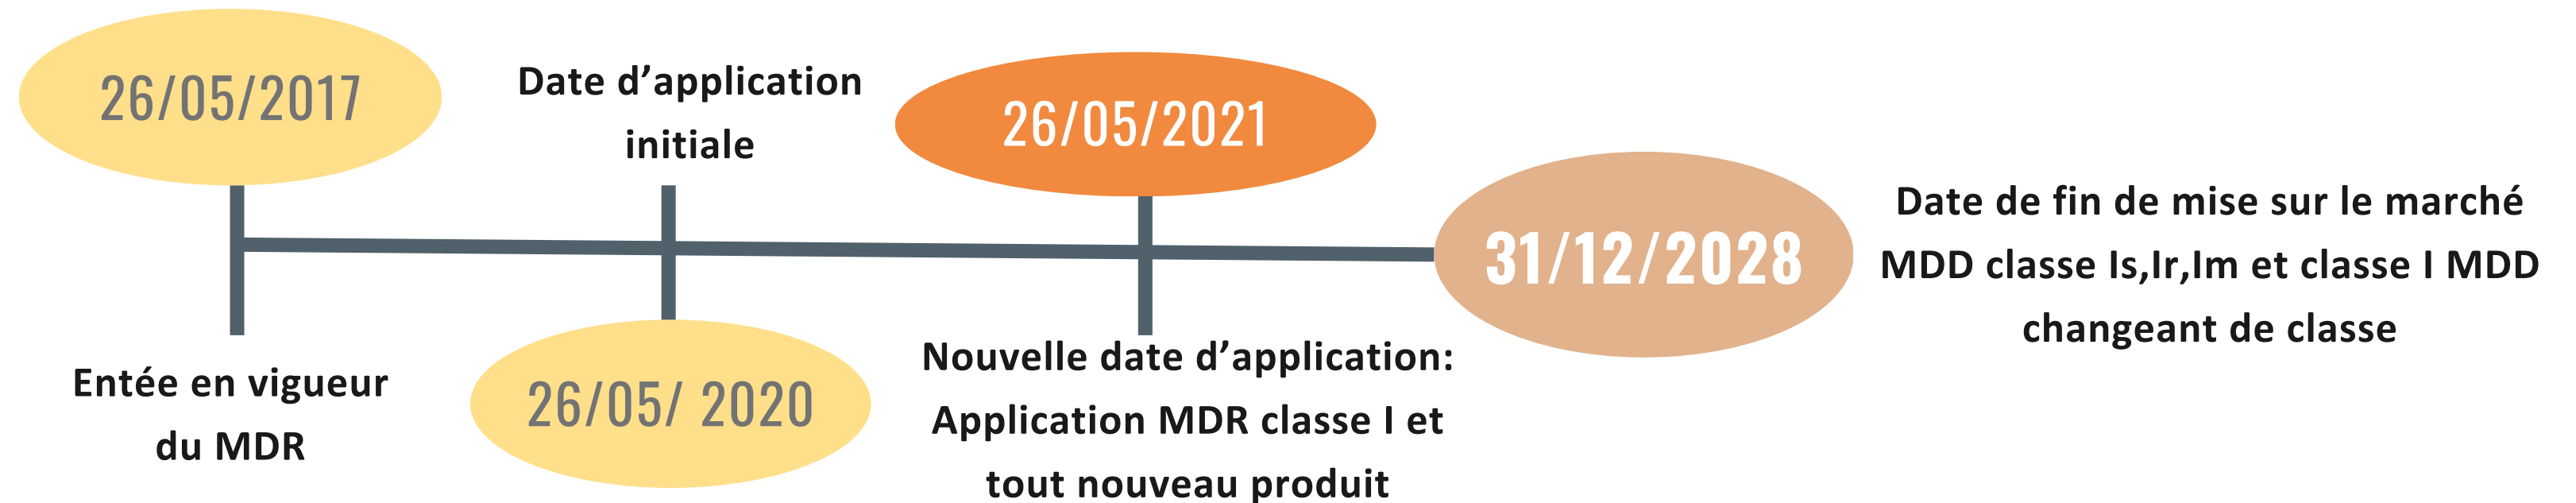 26/05/2017
Entée en vigueur
du MDR
Date d’application
initiale
26/05/ 2020
26/05/2021
Nouvelle date d’application:
Application MDR classe I et
tout nouveau produit
31/12/2028
Date de fin de mise sur le marché
MDD classe Is,Ir,Im et classe I MDD
changeant de classe